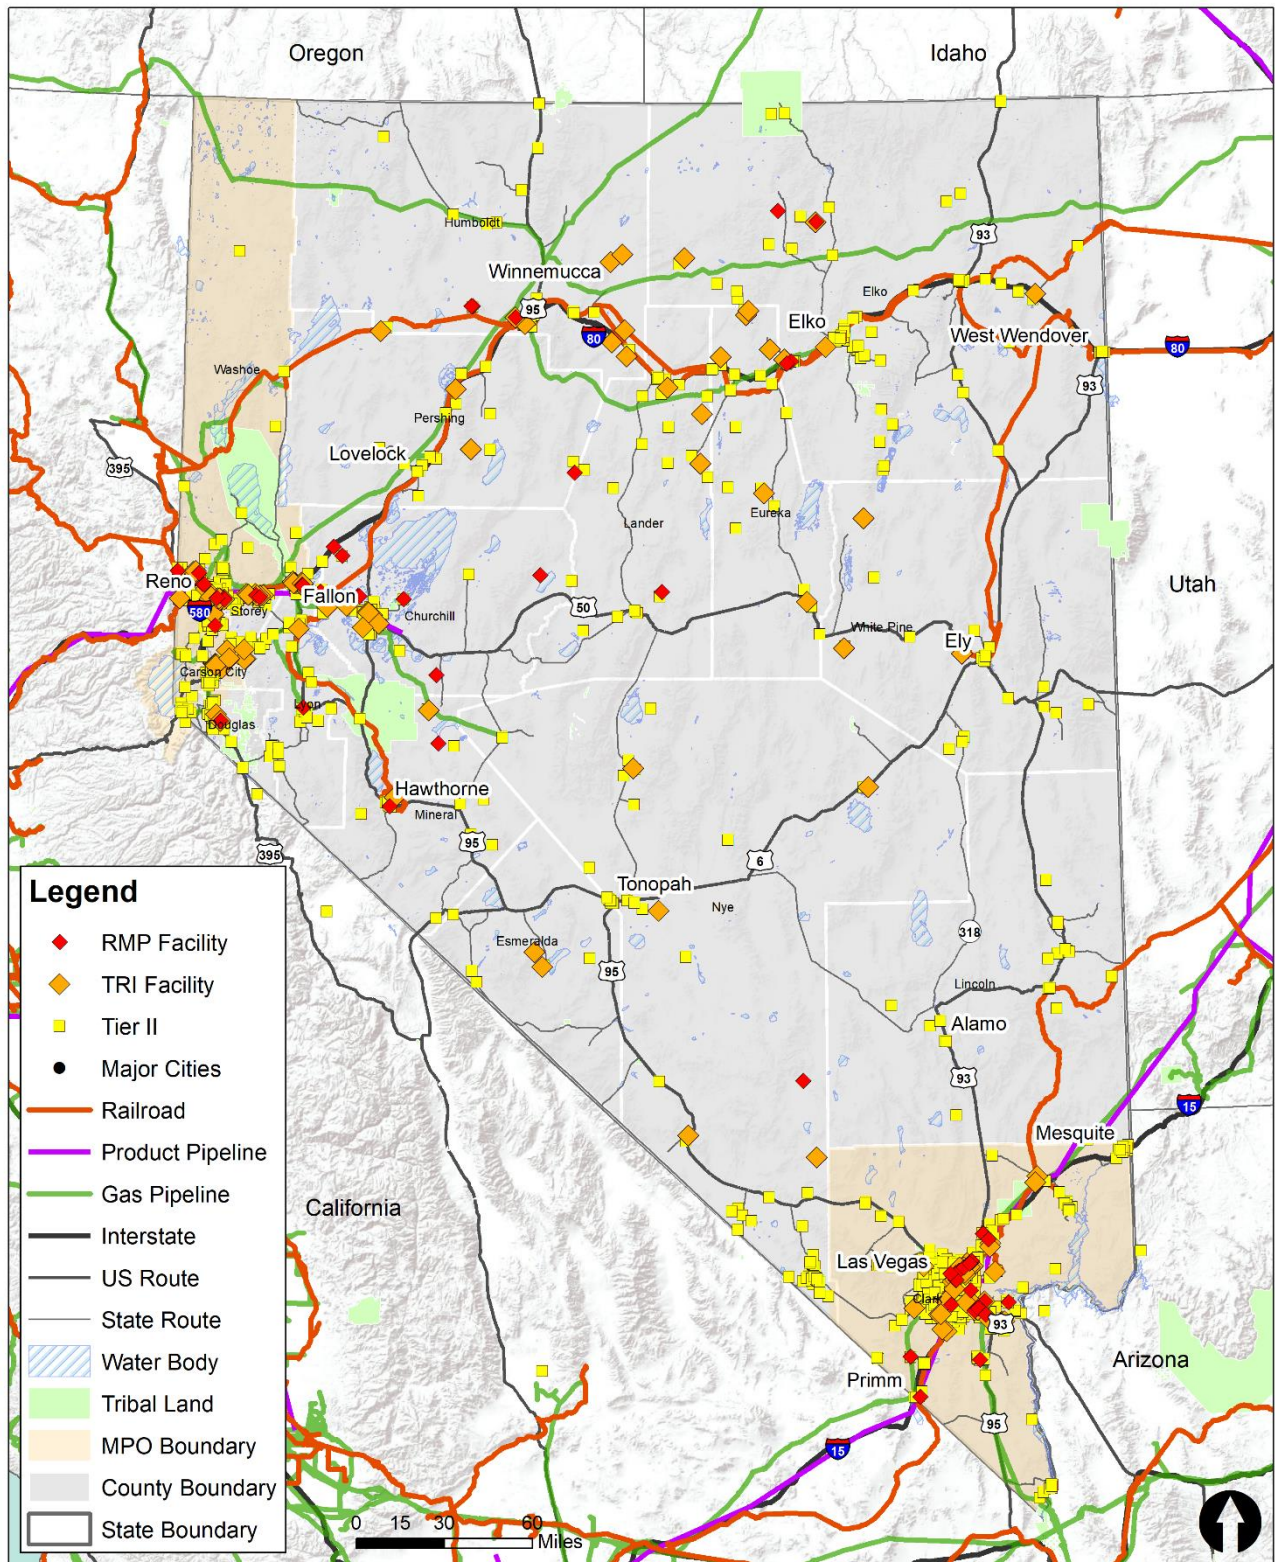 Oregon
Idaho
93
Humboldt
Winnemucca
95
Elko
Elko
80
West Wendover
80
Washoe
93
Pershing
Lovelock
395
Lander
Eureka
Utah
Reno
580
Storey
Fallon
Churchill
50
White Pine
Ely
Carson City
Lyon
Douglas
Hawthorne
Mineral
95
395
6
Tonopah
Nye
318
Esmeralda
95
Lincoln
Alamo
93
15
Mesquite
California
Las Vegas
Clark
93
Arizona
Primm
95
15
Legend
RMP Facility
TRI Facility
Tier II
Major Cities
Railroad
Product Pipeline
Gas Pipeline
Interstate
US Route
State Route
Water Body
Tribal Land
MPO Boundary
County Boundary
State Boundary
0 15 30 60
Miles